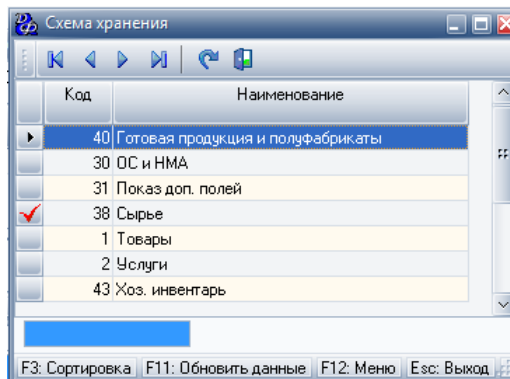 Схема хранения
Код Наименование
40 Готовая продукция и полуфабрикаты
30 ОС и НМА
31 Показ доп. полей
38 Сырье
1 Товары
2 Услуги
43 Хоз. инвентарь
F3: Сортировка F11: Обновить данные F12: Меню Esc: Выход